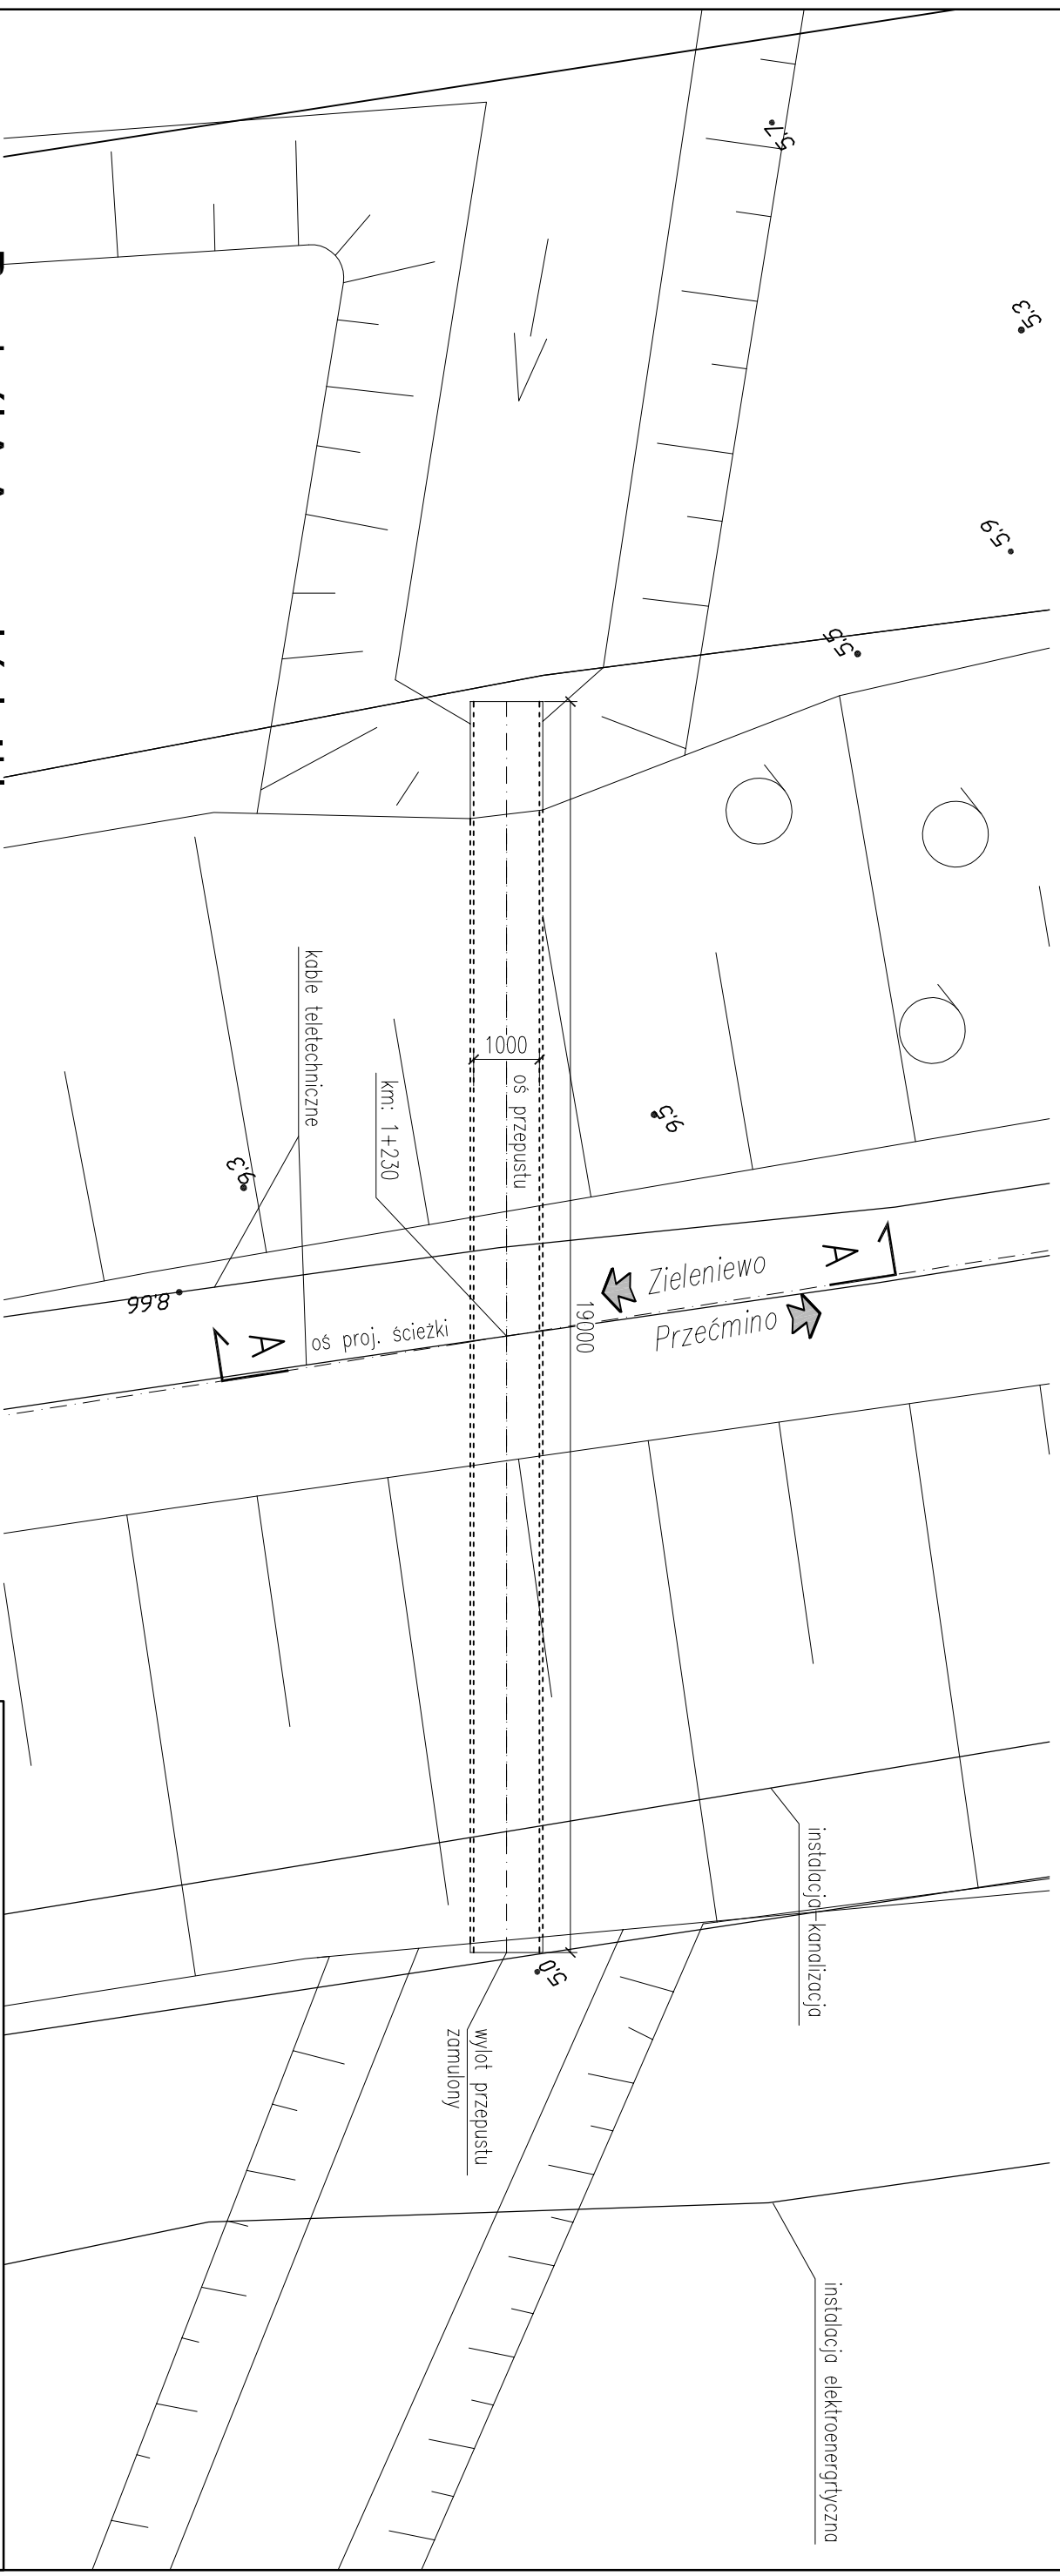 5,7
5,3
5,9
5,5
kable teletechniczne
1000
oś przepustu
km: 1+230
9,5
9,3
8.66
A
A
Zieleniewo
Przećmino
19000
oś proj. ścieżki
instalacja-kanalizacja
5,0
wylot przepustu
zamulony
instalacja elektroenergrtyczna